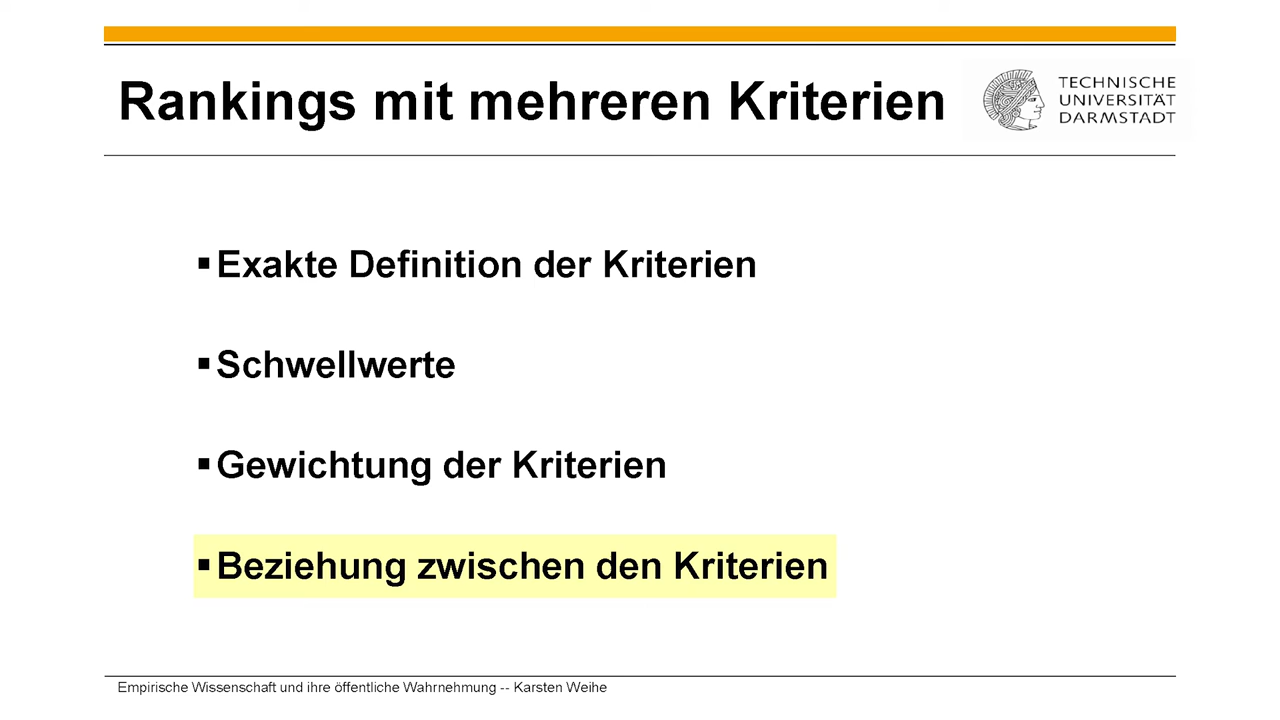 Rankings mit mehreren Kriterien
TECHNISCHE
UNIVERSITÄT
DARMSTADT
▪Exakte Definition der Kriterien
▪Schwellwerte
▪Gewichtung der Kriterien
▪Beziehung zwischen den Kriterien
Empirische Wissenschaft und ihre öffentliche Wahrnehmung -- Karsten Weihe